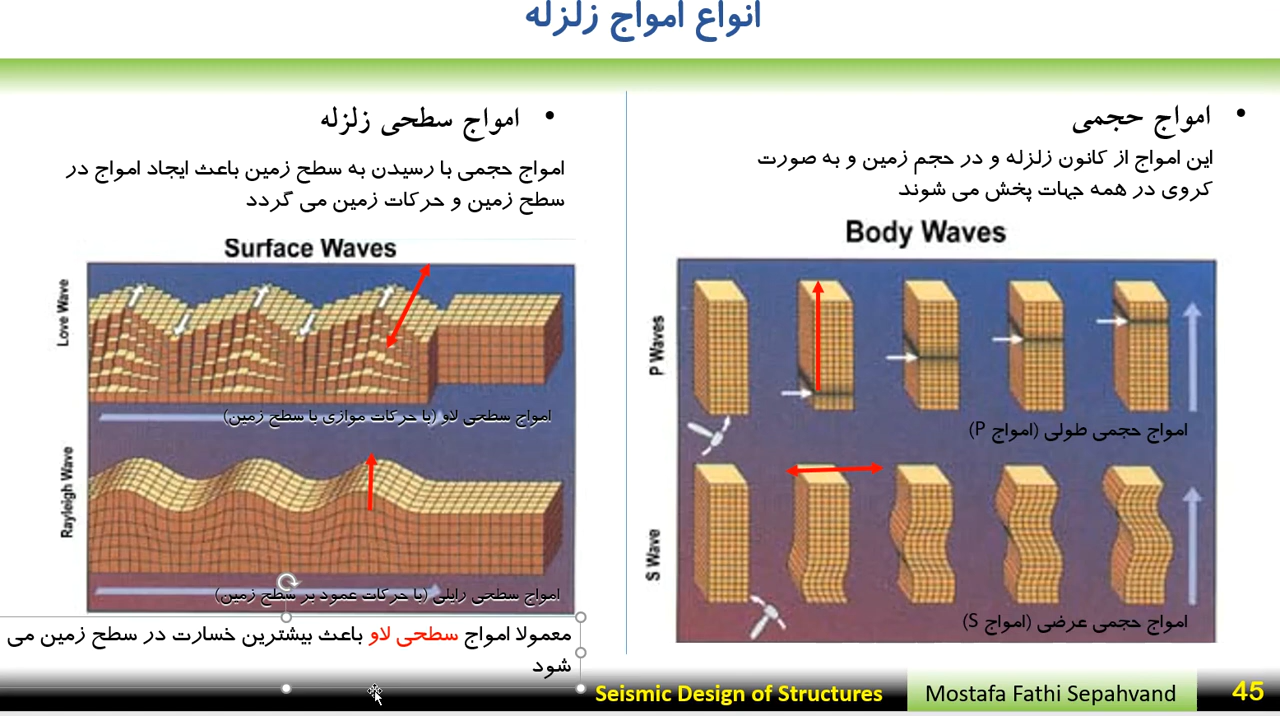 انواع امواج زلزله
• امواج حجمی
این امواج از کانون زلزله و در حجم زمین و به صورت
کروی در همه جهات پخش می شوند
Body Waves
P Waves
امواج حجمی طولی (امواج P)
S Wave
امواج حجمی عرضی (امواج S)
• امواج سطحی زلزله
امواج حجمی با رسیدن به سطح زمین باعث ایجاد امواج در
سطح زمین و حرکات زمین می گردد
Surface Waves
Love Wave
امواج سطحی لاو (با حرکات موازی با سطح زمین)
Rayleigh Wave
امواج سطحی رایلی (با حرکات عمود بر سطح زمین)
معمولا امواج سطحی لاو باعث بیشترین خسارت در سطح زمین می
شود
Seismic Design of Structures
Mostafa Fathi Sepahvand
45